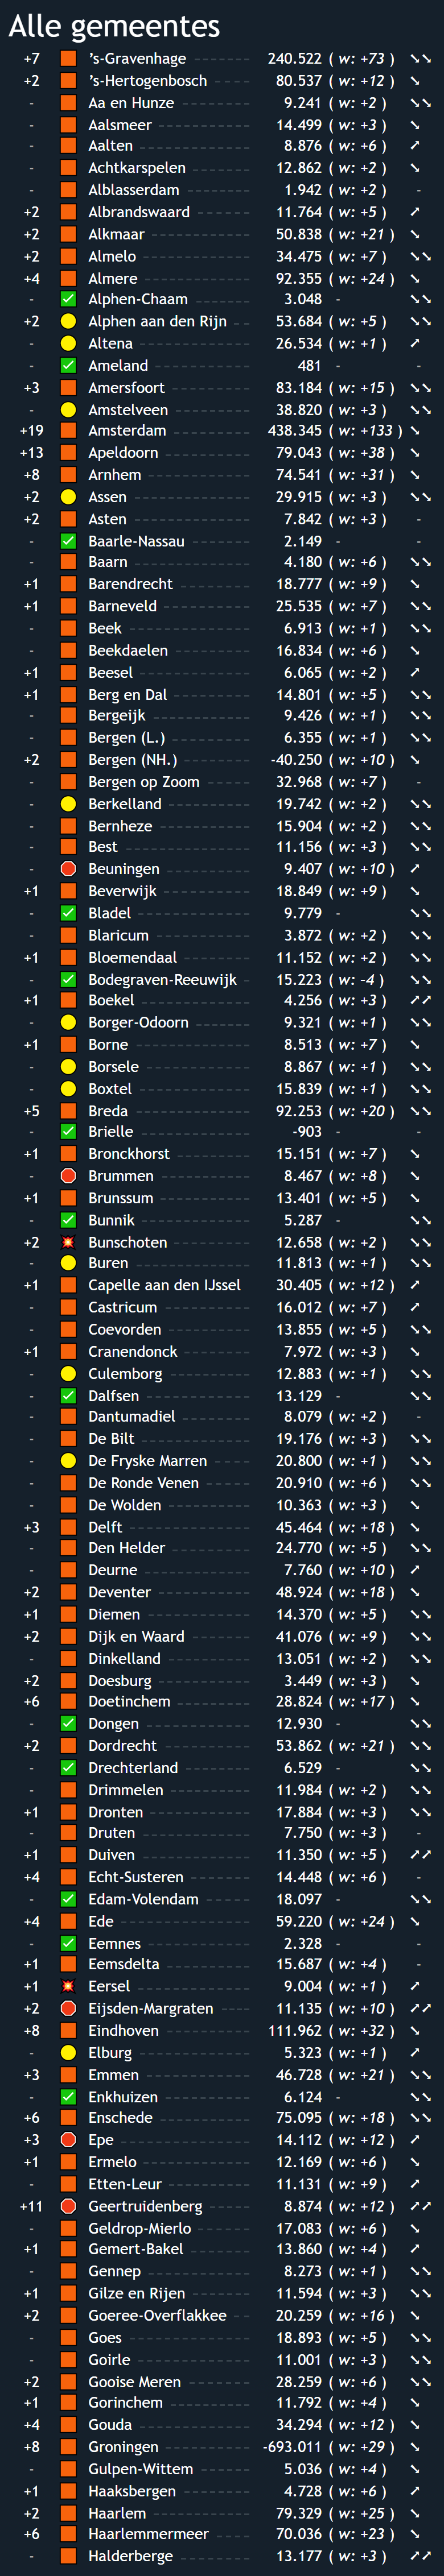 Alle gemeentes
+7 's-Gravenhage 240.522 ( w: +73 ) ↘↘
+2 's-Hertogenbosch 80.537 ( w: +12 ) ↘
- Aa en Hunze 9.241 ( w: +2 ) ↘↘
- Aalsmeer 14.499 ( w: +3 ) ↘
- Aalten 8.876 ( w: +6 ) ↗
- Achtkarspelen 12.862 ( w: +2 ) ↘
- Alblasserdam 1.942 ( w: +2 ) -
+2 Albrandswaard 11.764 ( w: +5 ) ↗
+2 Alkmaar 50.838 ( w: +21 ) ↘
+2 Almelo 34.475 ( w: +7 ) ↘↘
+4 Almere 92.355 ( w: +24 ) ↘
- Alphen-Chaam 3.048 - ↘↘
+2 Alphen aan den Rijn 53.684 ( w: +5 ) ↘↘
- Altena 26.534 ( w: +1 ) ↗
- Ameland 481 - -
+3 Amersfoort 83.184 ( w: +15 ) ↘↘
- Amstelveen 38.820 ( w: +3 ) ↘↘
+19 Amsterdam 438.345 ( w: +133 ) ↘
+13 Apeldoorn 79.043 ( w: +38 ) ↘
+8 Arnhem 74.541 ( w: +31 ) ↘
+2 Assen 29.915 ( w: +3 ) ↘↘
+2 Asten 7.842 ( w: +3 ) -
- Baarle-Nassau 2.149 - -
- Baarn 4.180 ( w: +6 ) ↘↘
+1 Barendrecht 18.777 ( w: +9 ) ↘
+1 Barneveld 25.535 ( w: +7 ) ↘↘
- Beek 6.913 ( w: +1 ) ↘↘
- Beekdaelen 16.834 ( w: +6 ) ↘
+1 Beesel 6.065 ( w: +2 ) ↗
+1 Berg en Dal 14.801 ( w: +5 ) ↘↘
- Bergeijk 9.426 ( w: +1 ) ↘↘
- Bergen (L.) 6.355 ( w: +1 ) ↘↘
+2 Bergen (NH.) -40.250 ( w: +10 ) ↘
- Bergen op Zoom 32.968 ( w: +7 ) -
- Berkelland 19.742 ( w: +2 ) ↘↘
- Bernheze 15.904 ( w: +2 ) ↘↘
- Best 11.156 ( w: +3 ) ↘↘
- Beuningen 9.407 ( w: +10 ) ↗
+1 Beverwijk 18.849 ( w: +9 ) ↘
- Bladel 9.779 - ↘↘
- Blaricum 3.872 ( w: +2 ) ↘↘
+1 Bloemendaal 11.152 ( w: +2 ) ↘↘
- Bodegraven-Reeuwijk 15.223 ( w: -4 ) ↘↘
+1 Boekel 4.256 ( w: +3 ) ↗↗
- Borger-Odoorn 9.321 ( w: +1 ) ↘↘
+1 Borne 8.513 ( w: +7 ) ↘
- Borsele 8.867 ( w: +1 ) ↘↘
- Boxtel 15.839 ( w: +1 ) ↘↘
+5 Breda 92.253 ( w: +20 ) ↘↘
- Brielle -903 - -
+1 Bronckhorst 15.151 ( w: +7 ) ↘
- Brummen 8.467 ( w: +8 ) ↘
+1 Brunssum 13.401 ( w: +5 ) ↘
- Bunnik 5.287 - ↘↘
+2 Bunschoten 12.658 ( w: +2 ) ↘↘
- Buren 11.813 ( w: +1 ) ↘↘
+1 Capelle aan den IJssel 30.405 ( w: +12 ) ↗
- Castricum 16.012 ( w: +7 ) ↗
- Coevorden 13.855 ( w: +5 ) ↘↘
+1 Cranendonck 7.972 ( w: +3 ) ↘
- Culemborg 12.883 ( w: +1 ) ↘↘
- Dalfsen 13.129 - ↘↘
- Dantumadiel 8.079 ( w: +2 ) -
- De Bilt 19.176 ( w: +3 ) ↘↘
- De Fryske Marren 20.800 ( w: +1 ) ↘↘
- De Ronde Venen 20.910 ( w: +6 ) ↘↘
- De Wolden 10.363 ( w: +3 ) ↘
+3 Delft 45.464 ( w: +18 ) ↘
- Den Helder 24.770 ( w: +5 ) ↘↘
- Deurne 7.760 ( w: +10 ) ↗
+2 Deventer 48.924 ( w: +18 ) ↘
+1 Diemen 14.370 ( w: +5 ) ↘↘
+2 Dijk en Waard 41.076 ( w: +9 ) ↘↘
- Dinkelland 13.051 ( w: +2 ) ↘↘
+2 Doesburg 3.449 ( w: +3 ) ↘
+6 Doetinchem 28.824 ( w: +17 ) ↘
- Dongen 12.930 - ↘↘
+2 Dordrecht 53.862 ( w: +21 ) ↘↘
- Drechterland 6.529 - ↘↘
- Drimmelen 11.984 ( w: +2 ) ↘↘
+1 Dronten 17.884 ( w: +3 ) ↘↘
- Druten 7.750 ( w: +3 ) -
+1 Duiven 11.350 ( w: +5 ) ↗↗
+4 Echt-Susteren 14.448 ( w: +6 ) -
- Edam-Volendam 18.097 - ↘↘
+4 Ede 59.220 ( w: +24 ) ↘
- Eemnes 2.328 - -
+1 Eemsdelta 15.687 ( w: +4 ) -
+1 Eersel 9.004 ( w: +1 ) ↗
+2 Eijsden-Margraten 11.135 ( w: +10 ) ↗↗
+8 Eindhoven 111.962 ( w: +32 ) ↘
- Elburg 5.323 ( w: +1 ) ↗
+3 Emmen 46.728 ( w: +21 ) ↘↘
- Enkhuizen 6.124 - ↘↘
+6 Enschede 75.095 ( w: +18 ) ↘↘
+3 Epe 14.112 ( w: +12 ) ↗
+1 Ermelo 12.169 ( w: +6 ) ↘
- Etten-Leur 11.131 ( w: +9 ) ↗
+11 Geertruidenberg 8.874 ( w: +12 ) ↗↗
- Geldrop-Mierlo 17.083 ( w: +6 ) ↘
+1 Gemert-Bakel 13.860 ( w: +4 ) ↗
- Gennep 8.273 ( w: +1 ) ↘↘
+1 Gilze en Rijen 11.594 ( w: +3 ) ↘↘
+2 Goeree-Overflakkee 20.259 ( w: +16 ) ↘
- Goes 18.893 ( w: +5 ) ↘↘
- Goirle 11.001 ( w: +3 ) ↘↘
+2 Gooise Meren 28.259 ( w: +6 ) ↘↘
+1 Gorinchem 11.792 ( w: +4 ) ↘
+4 Gouda 34.294 ( w: +12 ) ↘
+8 Groningen -693.011 ( w: +29 ) ↘
- Gulpen-Wittem 5.036 ( w: +4 ) ↘
+1 Haaksbergen 4.728 ( w: +6 ) ↗
+2 Haarlem 79.329 ( w: +25 ) ↘
+6 Haarlemmermeer 70.036 ( w: +23 ) ↘
- Halderberge 13.177 ( w: +3 ) ↗↗